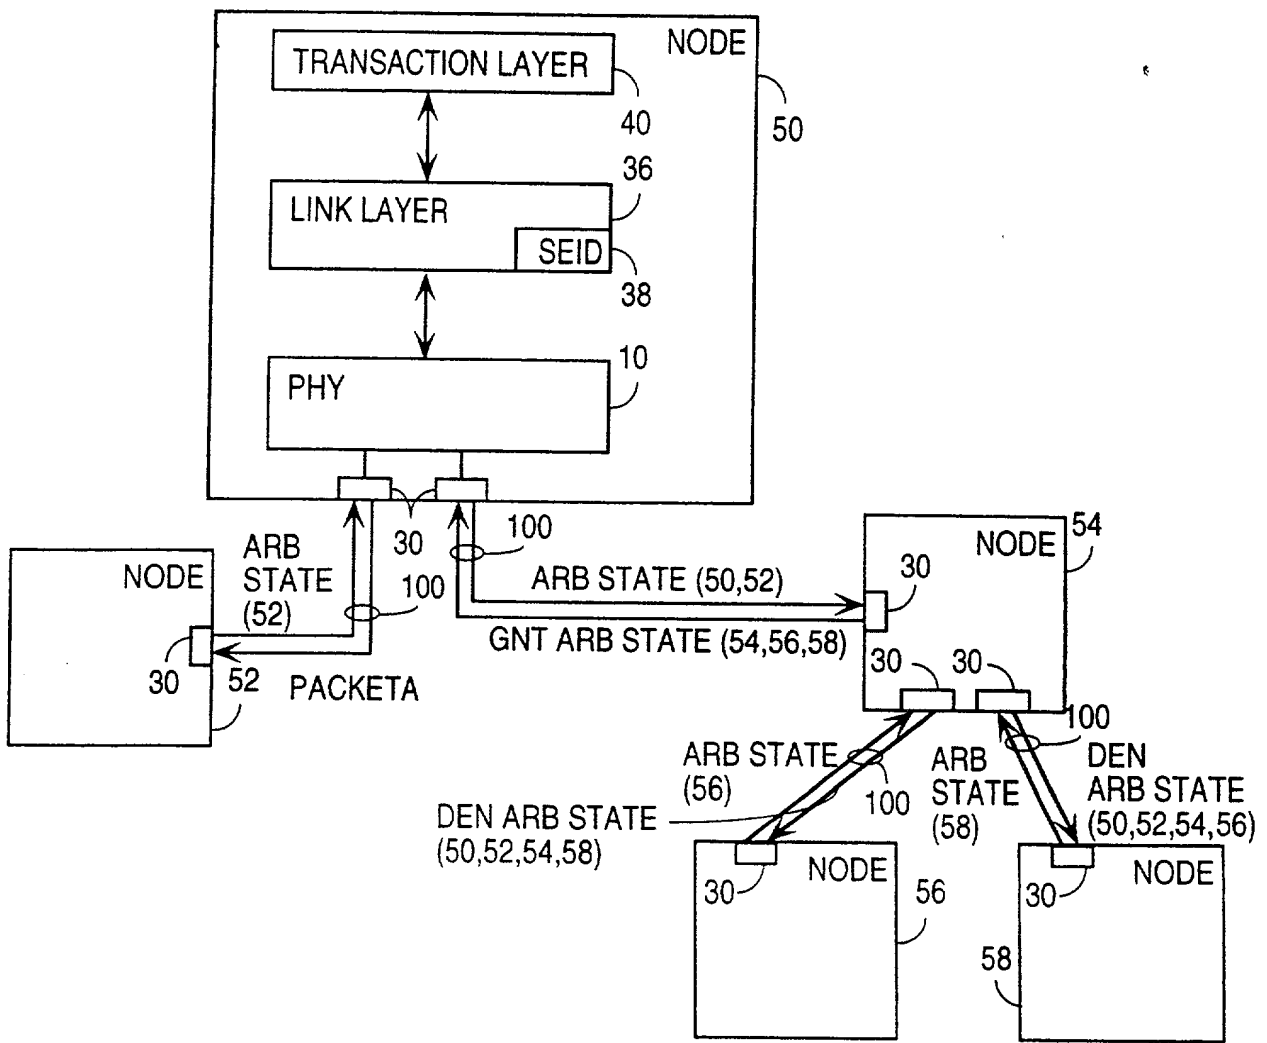 NODE
TRANSACTION LAYER
40
50
36
LINK LAYER
SEID
38
10
PHY
30
100
ARB
STATE
(52)
100
ARB STATE (50,52)
GNT ARB STATE (54,56,58)
NODE
30
52
PACKETA
NODE
54
30
30
30
100
ARB STATE
(56)
100
ARB
STATE
(58)
DEN
ARB STATE
(50,52,54,56)
DEN ARB STATE
(50,52,54,58)
NODE
30
56
NODE
30
58